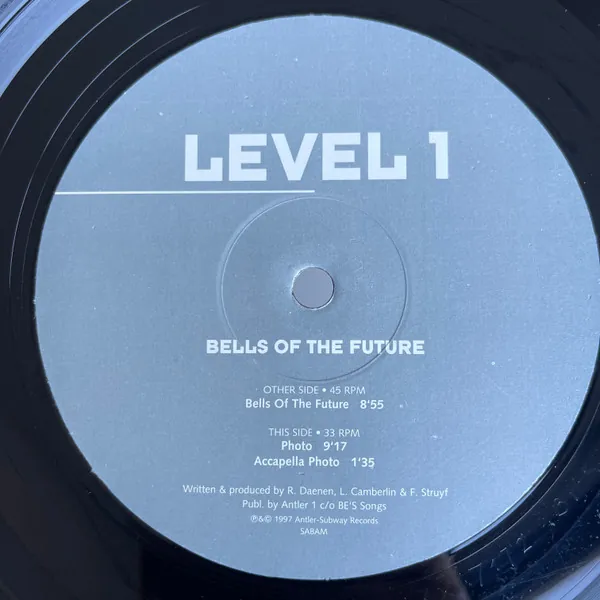 LEVEL 1
BELLS OF THE FUTURE
OTHER SIDE • 45 RPM
Bells Of The Future 8'55
THIS SIDE • 33 RPM
Photo 9'17
Accapella Photo 1'35
Written & produced by R. Daenen, L. Camberlin & F. Struyf
Publ. by Antler 1 c/o BE'S Songs
℗&© 1997 Antler-Subway Records
SABAM